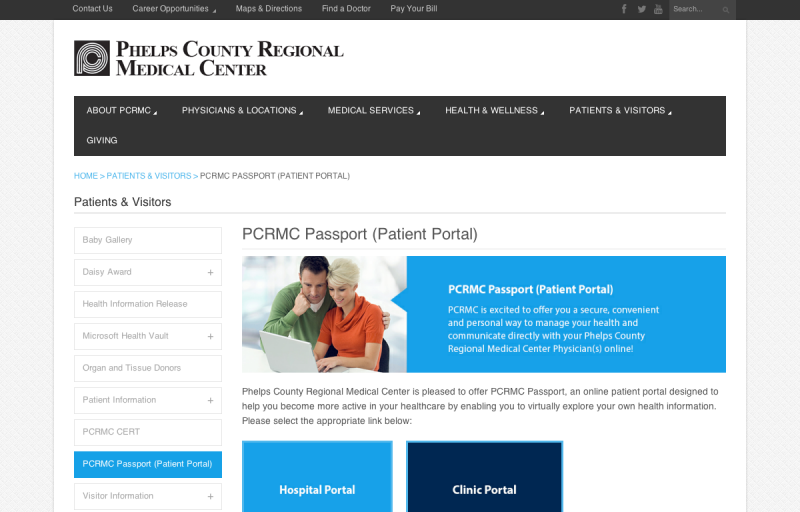 Contact Us Career Opportunities Maps & Directions Find a Doctor Pay Your Bill Search...
PHELPS COUNTY REGIONAL
MEDICAL CENTER
ABOUT PCRMC PHYSICIANS & LOCATIONS MEDICAL SERVICES HEALTH & WELLNESS PATIENTS & VISITORS
GIVING
HOME > PATIENTS & VISITORS > PCRMC PASSPORT (PATIENT PORTAL)
Patients & Visitors
Baby Gallery
Daisy Award +
Health Information Release
Microsoft Health Vault +
Organ and Tissue Donors
Patient Information +
PCRMC CERT
PCRMC Passport (Patient Portal)
Visitor Information +
PCRMC Passport (Patient Portal)
PCRMC Passport (Patient Portal)
PCRMC is excited to offer you a secure, convenient
and personal way to manage your health and
communicate directly with your Phelps County
Regional Medical Center Physician(s) online!
Phelps County Regional Medical Center is pleased to offer PCRMC Passport, an online patient portal designed to
help you become more active in your healthcare by enabling you to virtually explore your own health information.
Please select the appropriate link below:
Hospital Portal
Clinic Portal